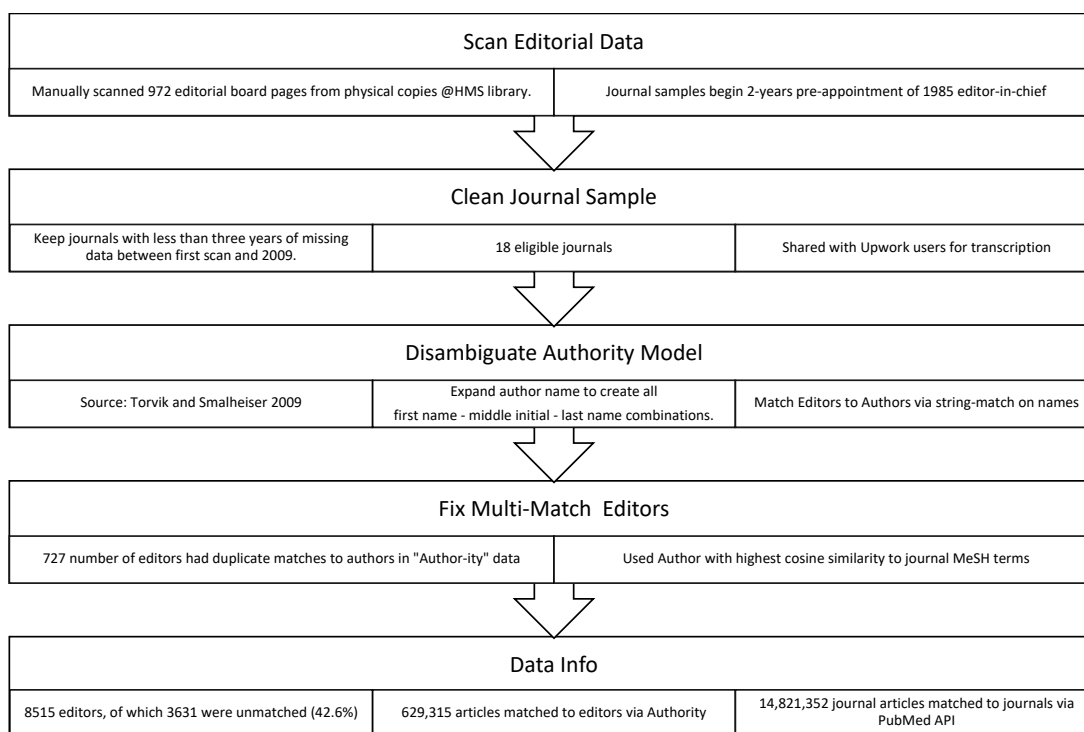 Scan Editorial Data
Manually scanned 972 editorial board pages from physical copies @HMS library.
Journal samples begin 2-years pre-appointment of 1985 editor-in-chief
Clean Journal Sample
Keep journals with less than three years of missing
data between first scan and 2009.
18 eligible journals
Shared with Upwork users for transcription
Disambiguate Authority Model
Source: Torvik and Smalheiser 2009
Expand author name to create all
first name - middle initial - last name combinations.
Match Editors to Authors via string-match on names
Fix Multi-Match Editors
727 number of editors had duplicate matches to authors in "Author-ity" data
Used Author with highest cosine similarity to journal MeSH terms
Data Info
8515 editors, of which 3631 were unmatched (42.6%)
629,315 articles matched to editors via Authority
14,821,352 journal articles matched to journals via
PubMed API